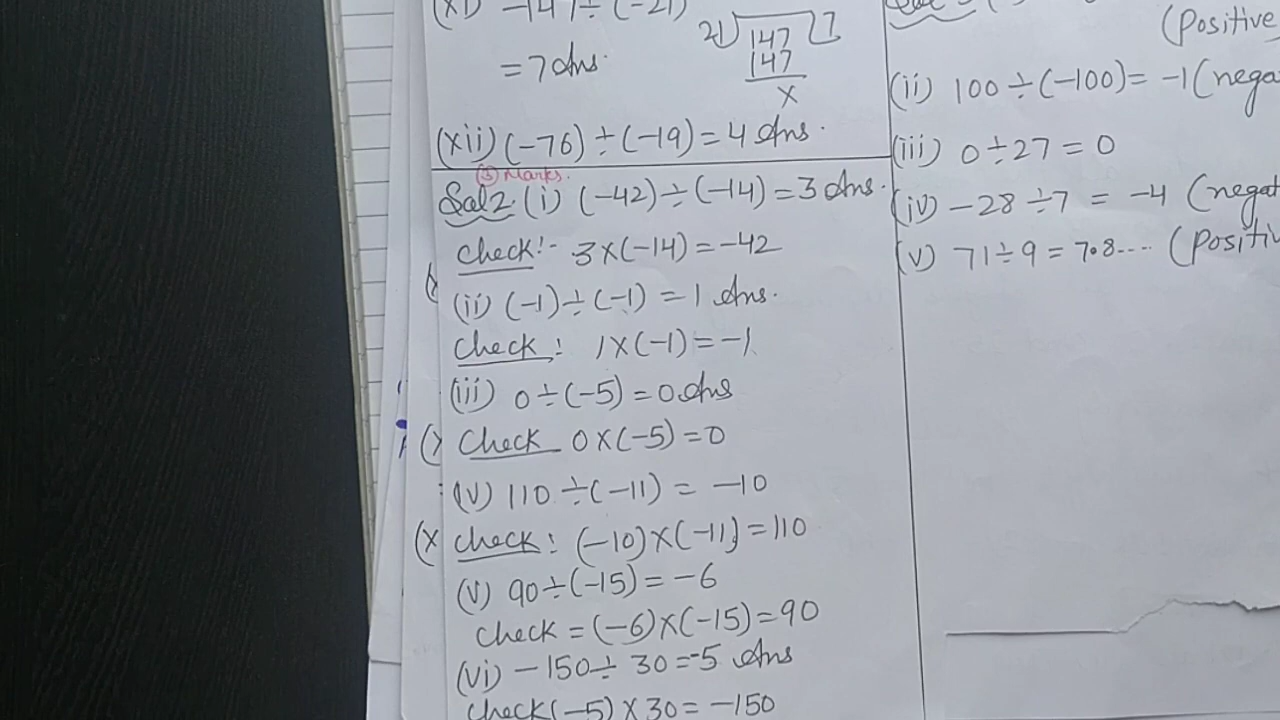 (xi) -147÷(-21) 21 147 7
= 7 Ans. 147
x
(xii) (-76)÷(-19)=4 Ans.
③ Marks.
Sol 2. (i) (-42)÷(-14)=3 Ans.
Check:- 3×(-14)=-42
(ii) (-1)÷(-1)=1 Ans.
Check: 1×(-1)=-1
(iii) 0÷(-5)=0 Ans
Check 0×(-5)=0
(iv) 110÷(-11)= -10
Check: (-10)×(-11)=110
(v) 90÷(-15)=-6
Check = (-6)×(-15)=90
(vi) -150÷ 30=-5 Ans
Check(-5)×30=-150
(Positive
(ii) 100÷(-100)= -1(nega
(iii) 0÷27=0
(iv) -28÷7 = -4 (negat
(v) 71÷9=7.8.... (Positiv